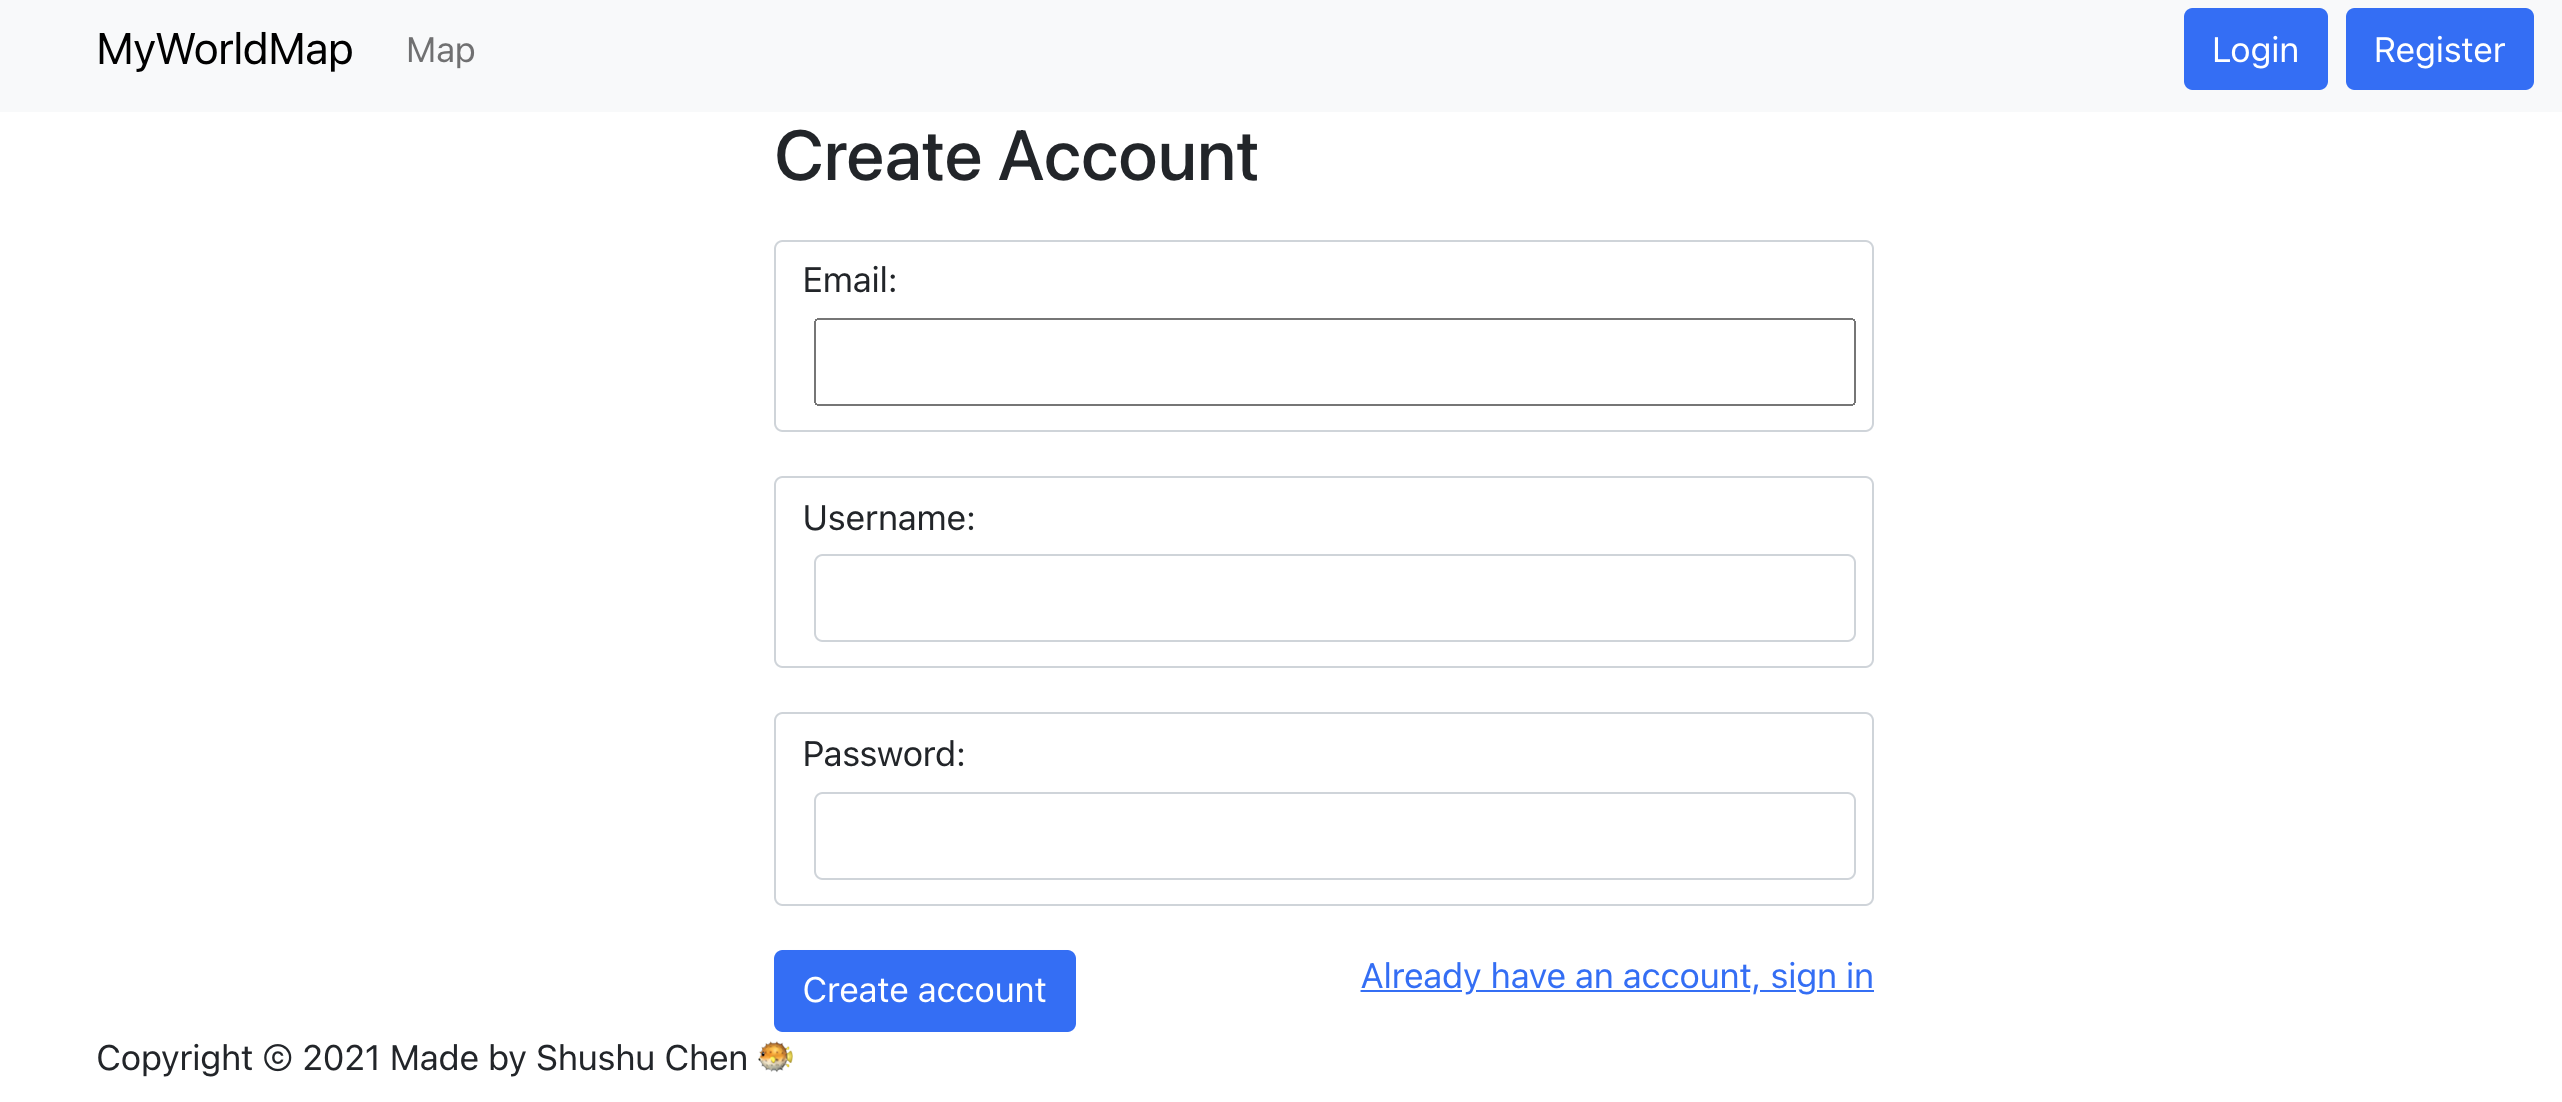 MyWorldMap Map Login Register
Create Account
Email:
Username:
Password:
Create account Already have an account, sign in
Copyright © 2021 Made by Shushu Chen 🐡